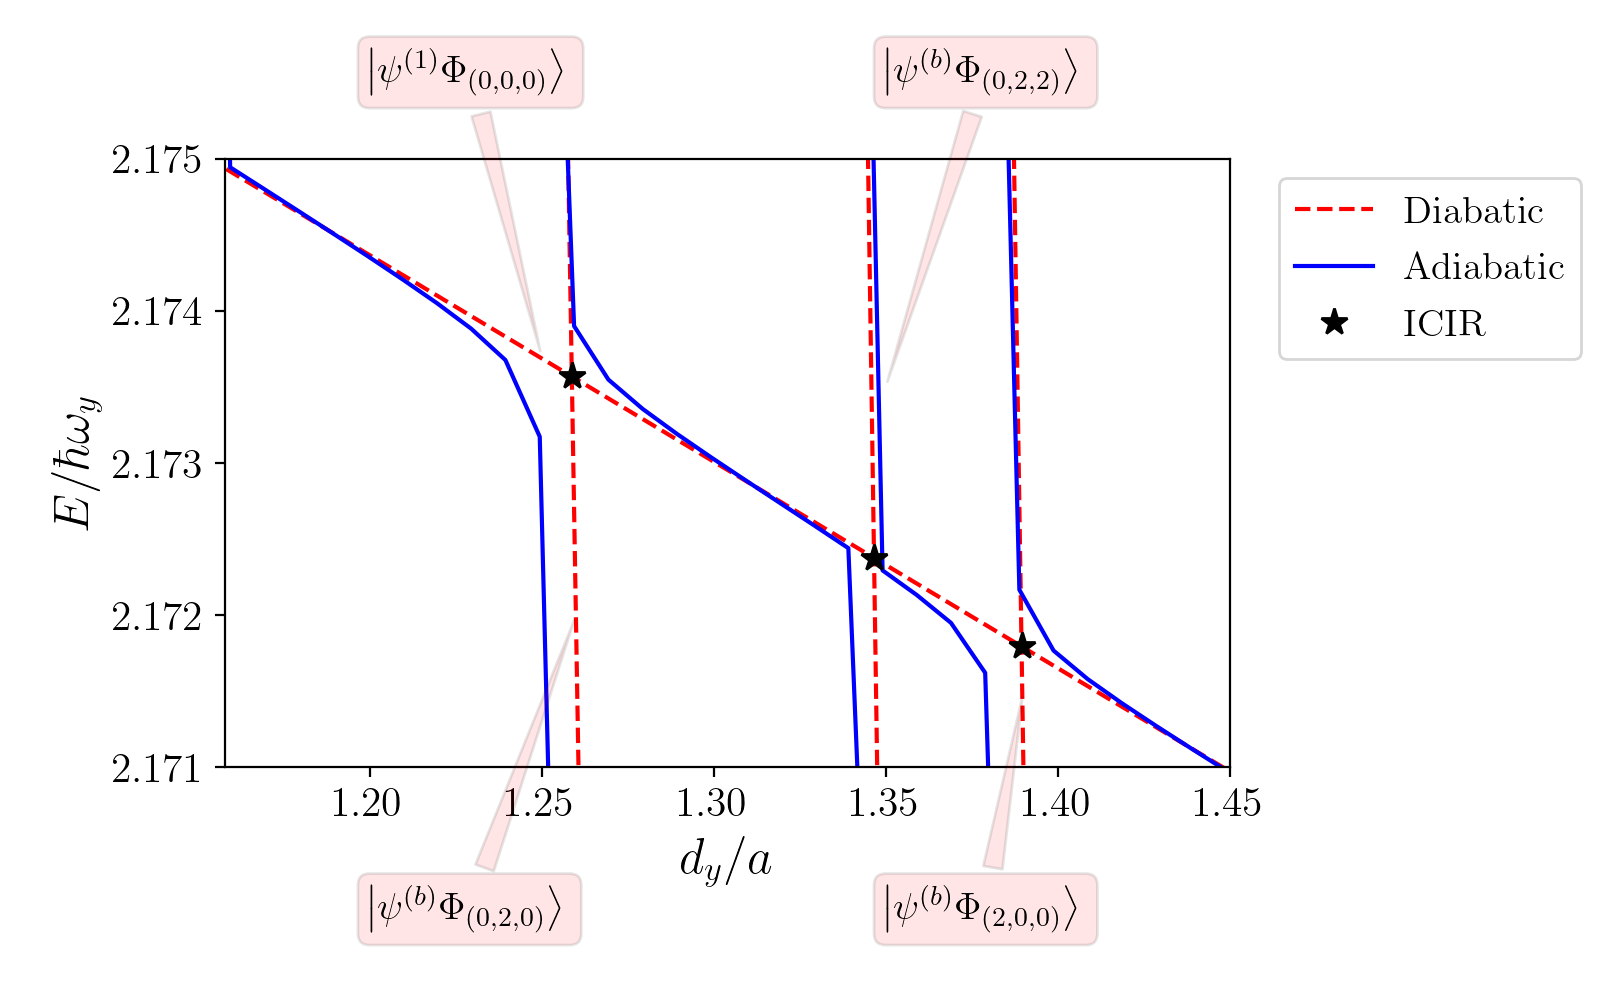 |ψ^(1)Φ_(0,0,0)⟩
|ψ^(b)Φ_(0,2,2)⟩
2.175
2.174
2.173
2.172
2.171
E/ħω_y
1.20
1.25
1.30
1.35
1.40
1.45
d_y/a
|ψ^(b)Φ_(0,2,0)⟩
|ψ^(b)Φ_(2,0,0)⟩
Diabatic
Adiabatic
ICIR